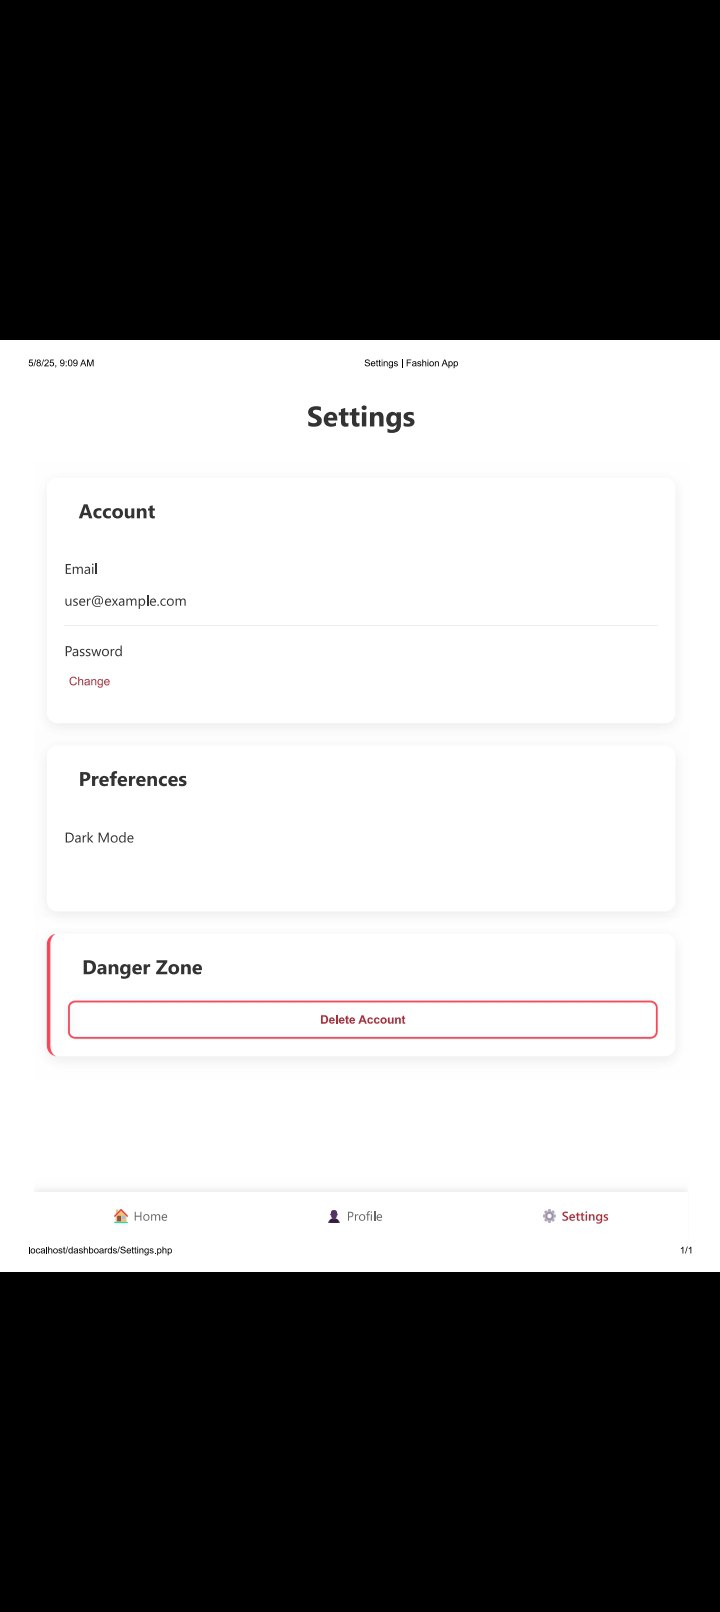 5/8/25, 9:09 AM Settings | Fashion App
Settings
Account
Email
user@example.com
Password
Change
Preferences
Dark Mode
Danger Zone
Delete Account
Home Profile Settings
localhost/dashboards/Settings.php 1/1